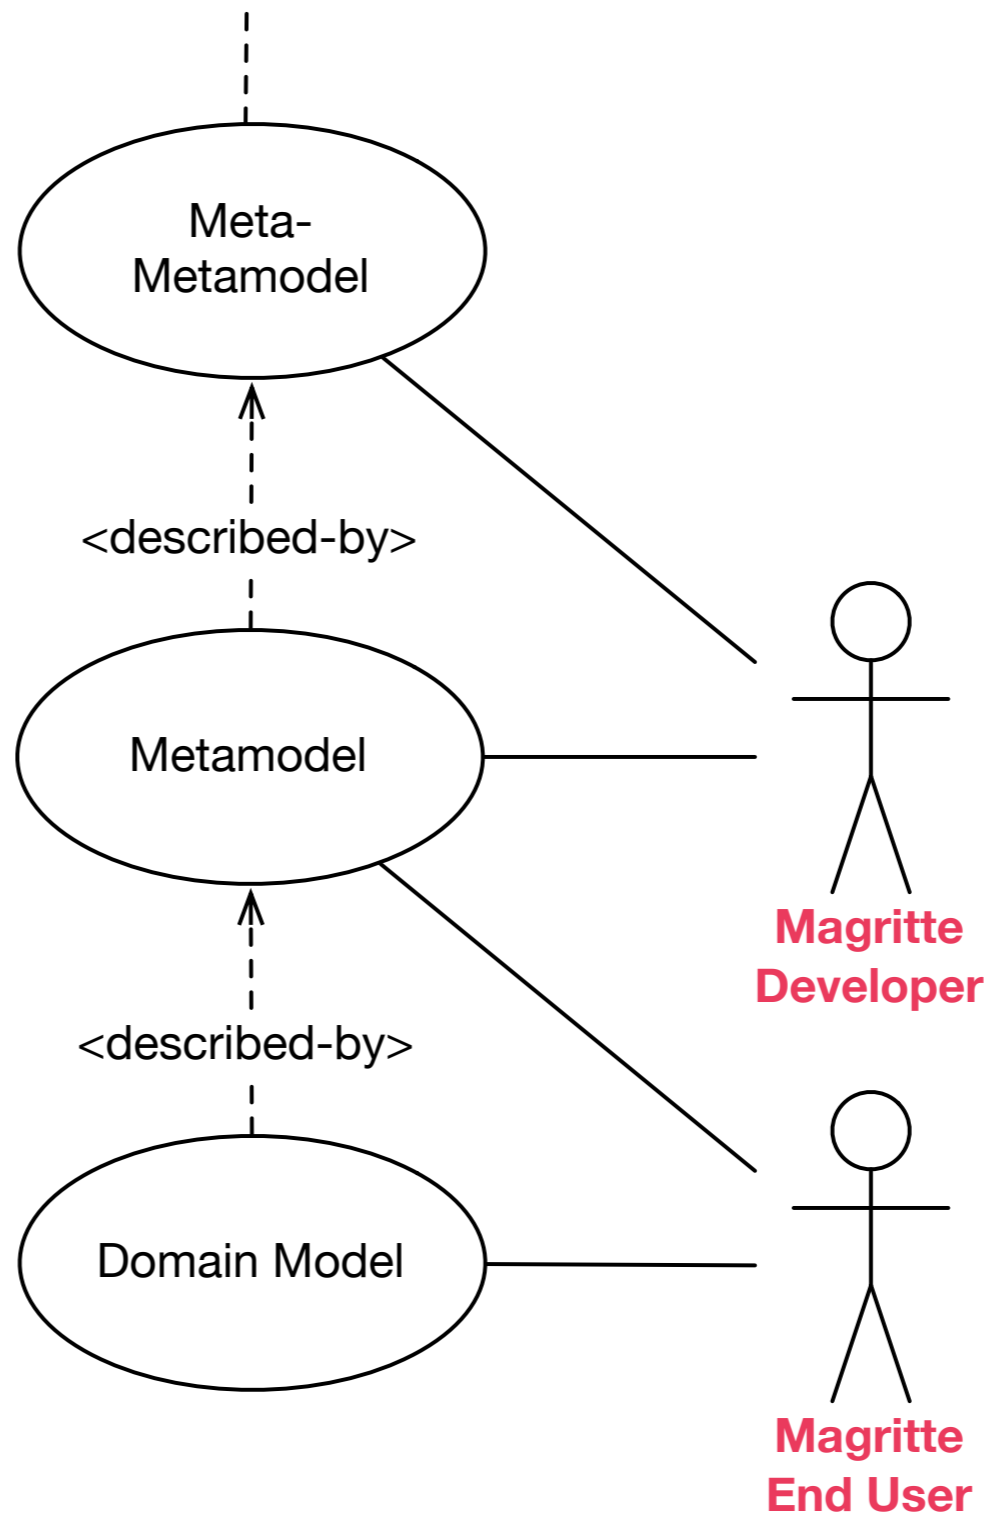 Meta-
Metamodel
<described-by>
Metamodel
Magritte
Developer
<described-by>
Domain Model
Magritte
End User